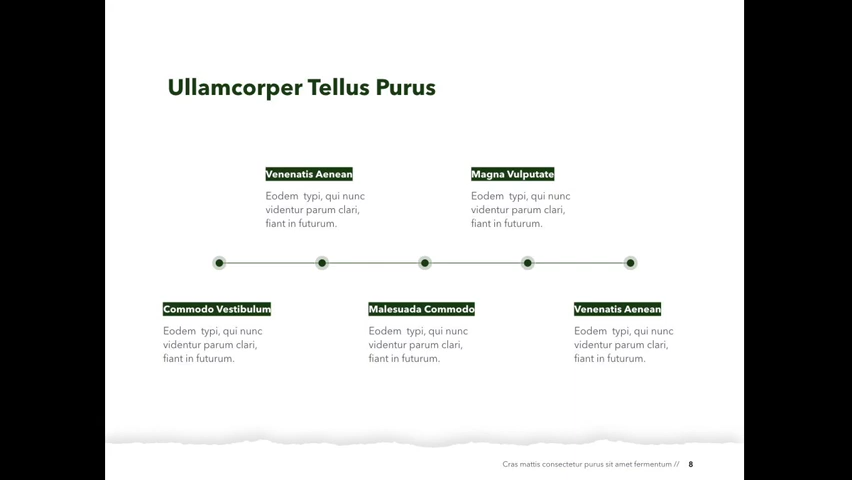 Ullamcorper Tellus Purus
Venenatis Aenean
Eodem typi, qui nunc
videntur parum clari,
fiant in futurum.
Magna Vulputate
Eodem typi, qui nunc
videntur parum clari,
fiant in futurum.
Commodo Vestibulum
Eodem typi, qui nunc
videntur parum clari,
fiant in futurum.
Malesuada Commodo
Eodem typi, qui nunc
videntur parum clari,
fiant in futurum.
Venenatis Aenean
Eodem typi, qui nunc
videntur parum clari,
fiant in futurum.
Cras mattis consectetur purus sit amet fermentum // 8